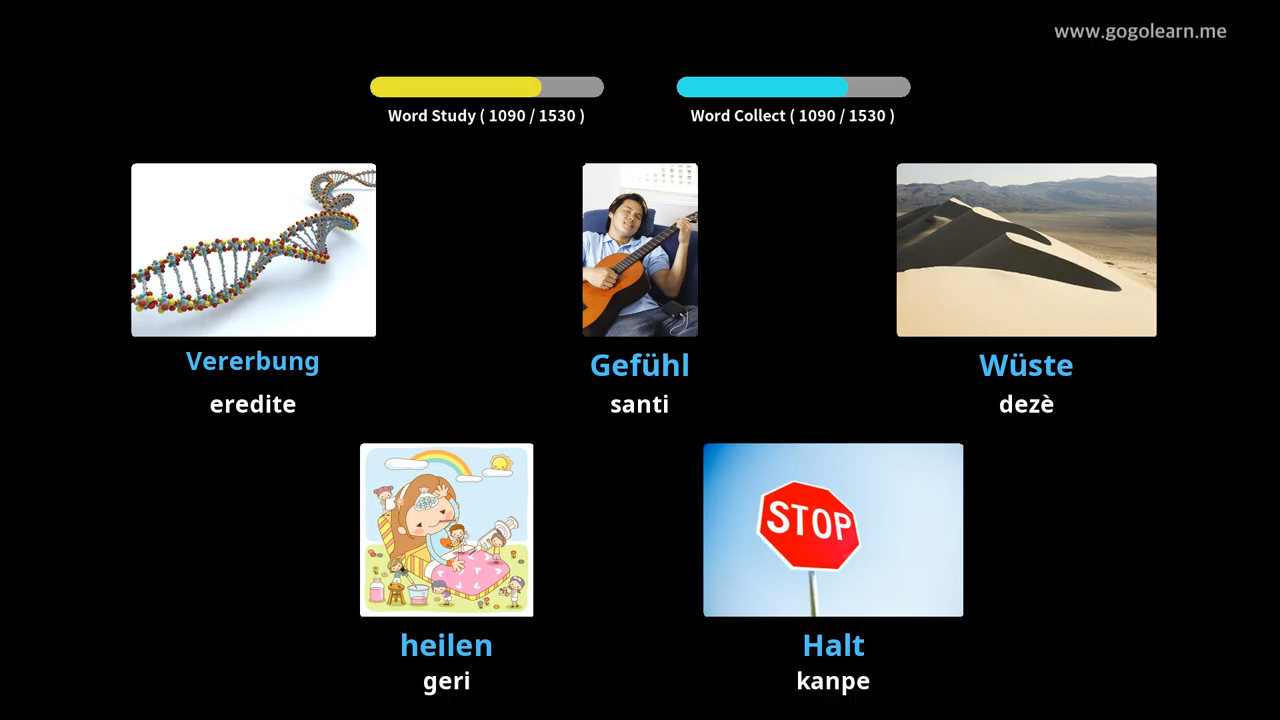 www.gogolearn.me
Word Study ( 1090 / 1530 )
Word Collect ( 1090 / 1530 )
Vererbung
eredite
Gefühl
santi
Wüste
dezè
STOP
heilen
geri
Halt
kanpe